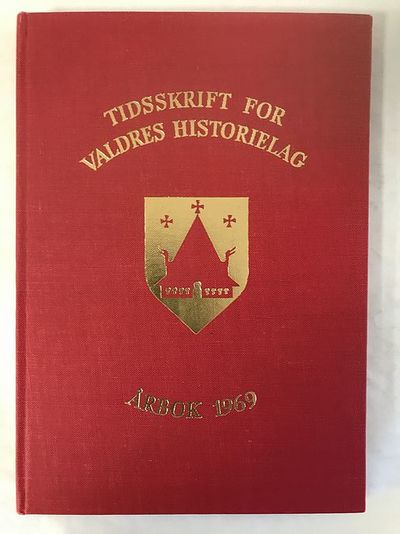 TIDSSKRIFT FOR
VALDRES HISTORIELAG
ÅRBOK 1969